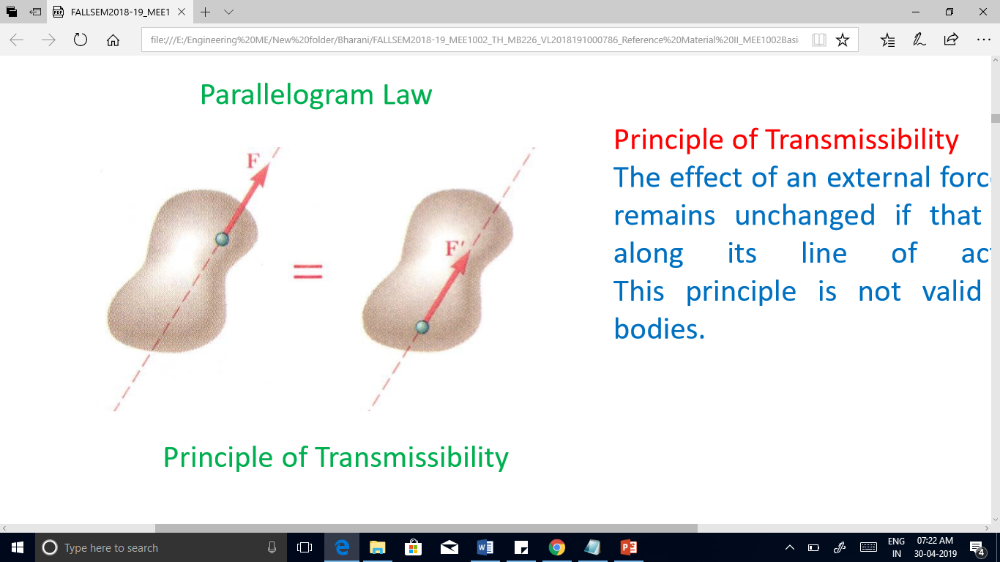 FALLSEM2018-19_MEE1
file:///E:/Engineering%20ME/New%20folder/Bharani/FALLSEM2018-19_MEE1002_TH_MB226_VL2018191000786_Reference%20Material%20II_MEE1002Basi
Parallelogram Law
F
F'
=
Principle of Transmissibility
Principle of Transmissibility
The effect of an external forc
remains unchanged if that
along its line of ac
This principle is not valid
bodies.
Type here to search
ENG
IN
07:22 AM
30-04-2019
4